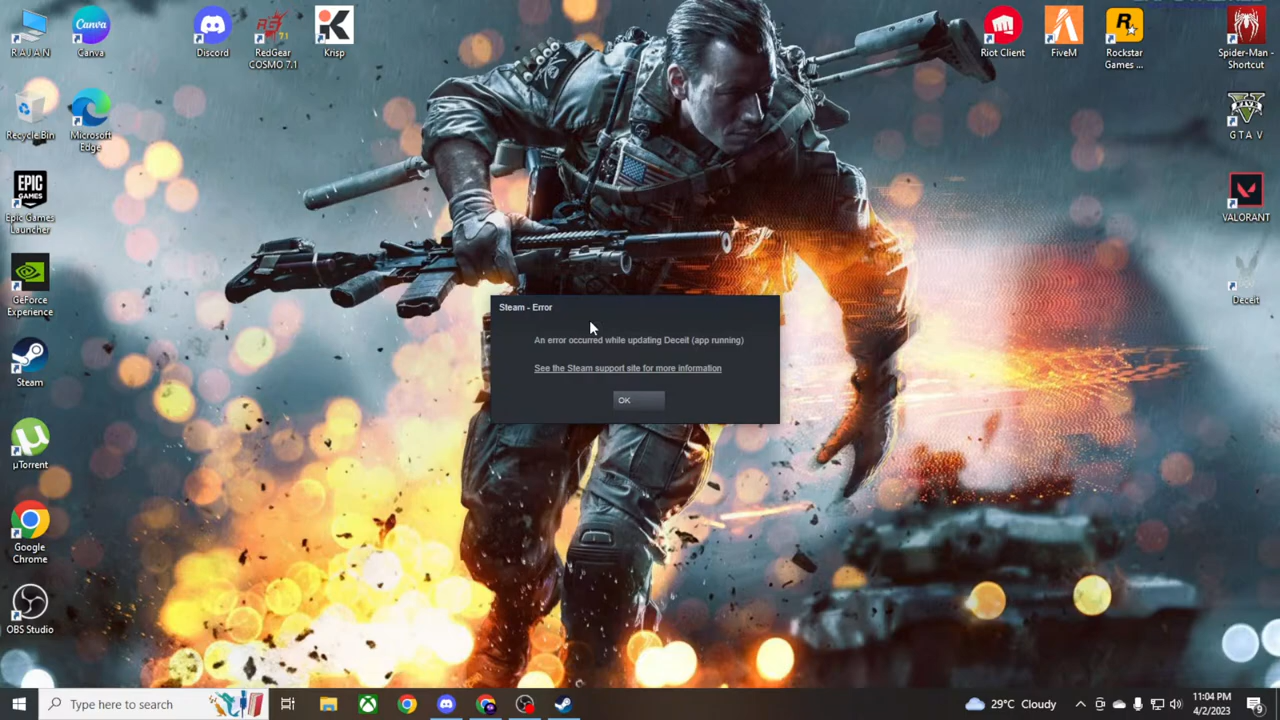 R A J A N
Canva
Discord
RedGear
COSMO 7.1
Krisp
Riot Client
FiveM
Rockstar
Games ...
Spider-Man -
Shortcut
Recycle Bin
Microsoft
Edge
G T A V
EPIC
GAMES
Epic Games
Launcher
VALORANT
GeForce
Experience
Deceit
Steam - Error
An error occurred while updating Deceit (app running)
See the Steam support site for more information
OK
Steam
µTorrent
Google
Chrome
OBS Studio
Type here to search
29°C Cloudy
11:04 PM
4/2/2023
9